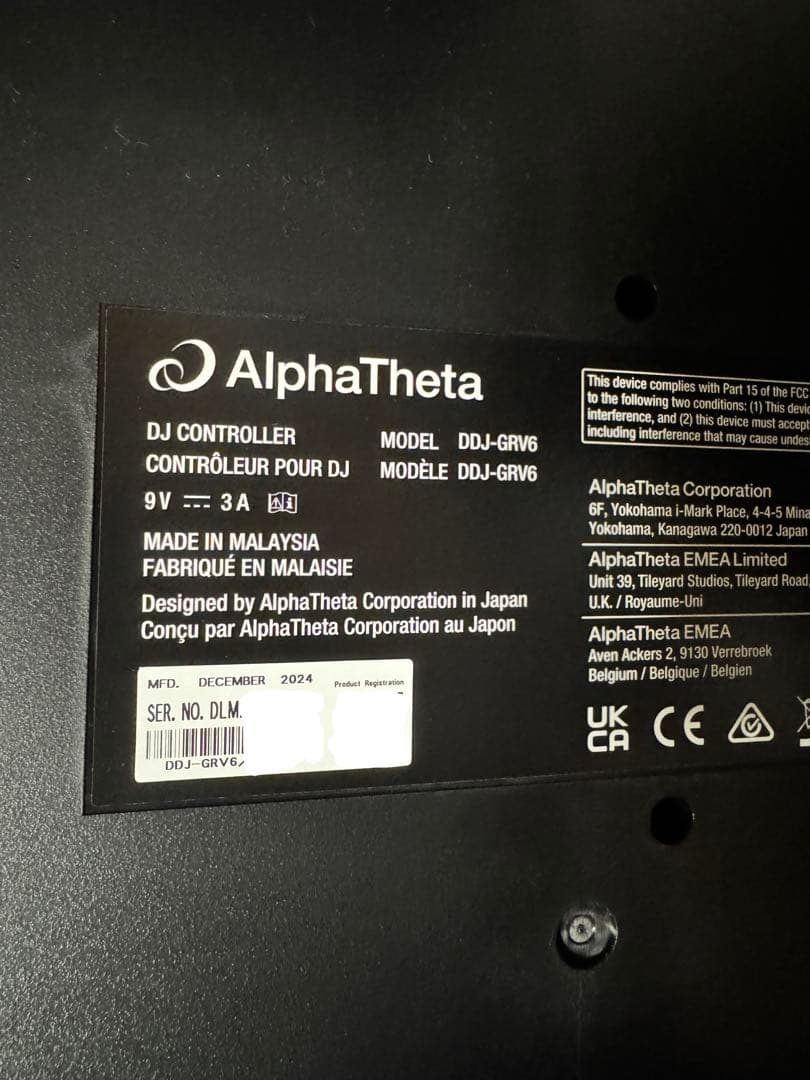 AlphaTheta
DJ CONTROLLER
CONTRÔLEUR POUR DJ
MODEL DDJ-GRV6
MODÈLE DDJ-GRV6
9V 3A
MADE IN MALAYSIA
FABRIQUÉ EN MALAISIE
Designed by AlphaTheta Corporation in Japan
Conçu par AlphaTheta Corporation au Japon
MFD. DECEMBER 2024 Product Registration
SER. NO. DLM.
DDJ-GRV6/
This device complies with Part 15 of the FCC
to the following two conditions: (1) This
interference, and (2) this device must accept
including interference that may cause
AlphaTheta Corporation
6F, Yokohama i-Mark Place, 4-4-5
Yokohama, Kanagawa 220-0012 Japan
AlphaTheta EMEA Limited
Unit 39, Tileyard Studios, Tileyard Road,
U.K. / Royaume-Uni
AlphaTheta EMEA
Aven Ackers 2, 9130 Verrebroek
Belgium / Belgique / Belgien
UK
CA
CE